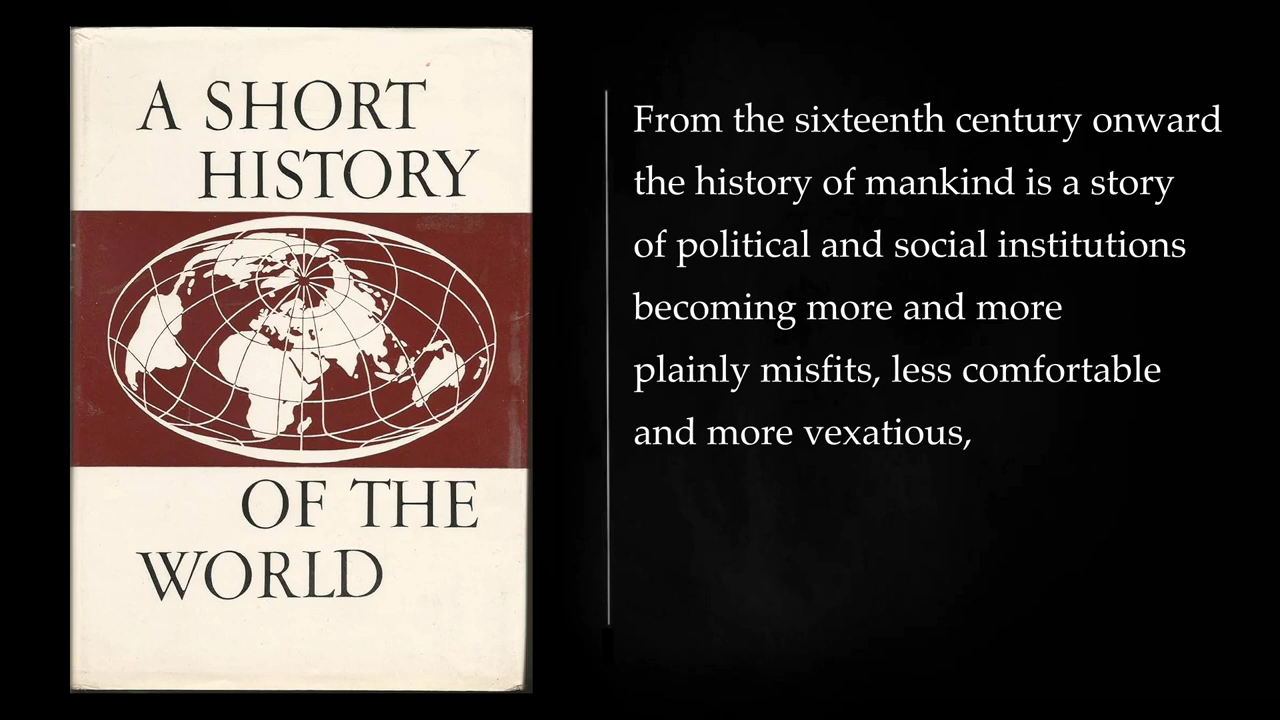 A SHORT
HISTORY
OF THE
WORLD
From the sixteenth century onward
the history of mankind is a story
of political and social institutions
becoming more and more
plainly misfits, less comfortable
and more vexatious,